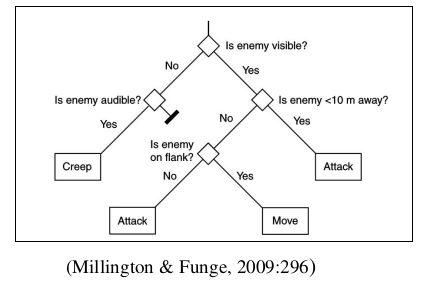 Is enemy visible?
No
Yes
Is enemy audible?
Is enemy <10 m away?
Yes
No
Yes
Is enemy
on flank?
Creep
No
Yes
Attack
Attack
Move
(Millington & Funge, 2009:296)